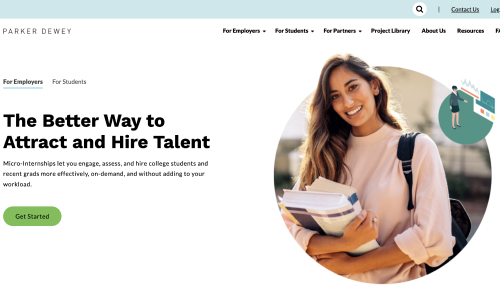 Contact Us
PARKER DEWEY
For Employers
For Students
For Partners
Project Library
About Us
Resources
For Employers
For Students
The Better Way to
Attract and Hire Talent
Micro-Internships let you engage, assess, and hire college students and
recent grads more effectively, on-demand, and without adding to your
workload.
Get Started